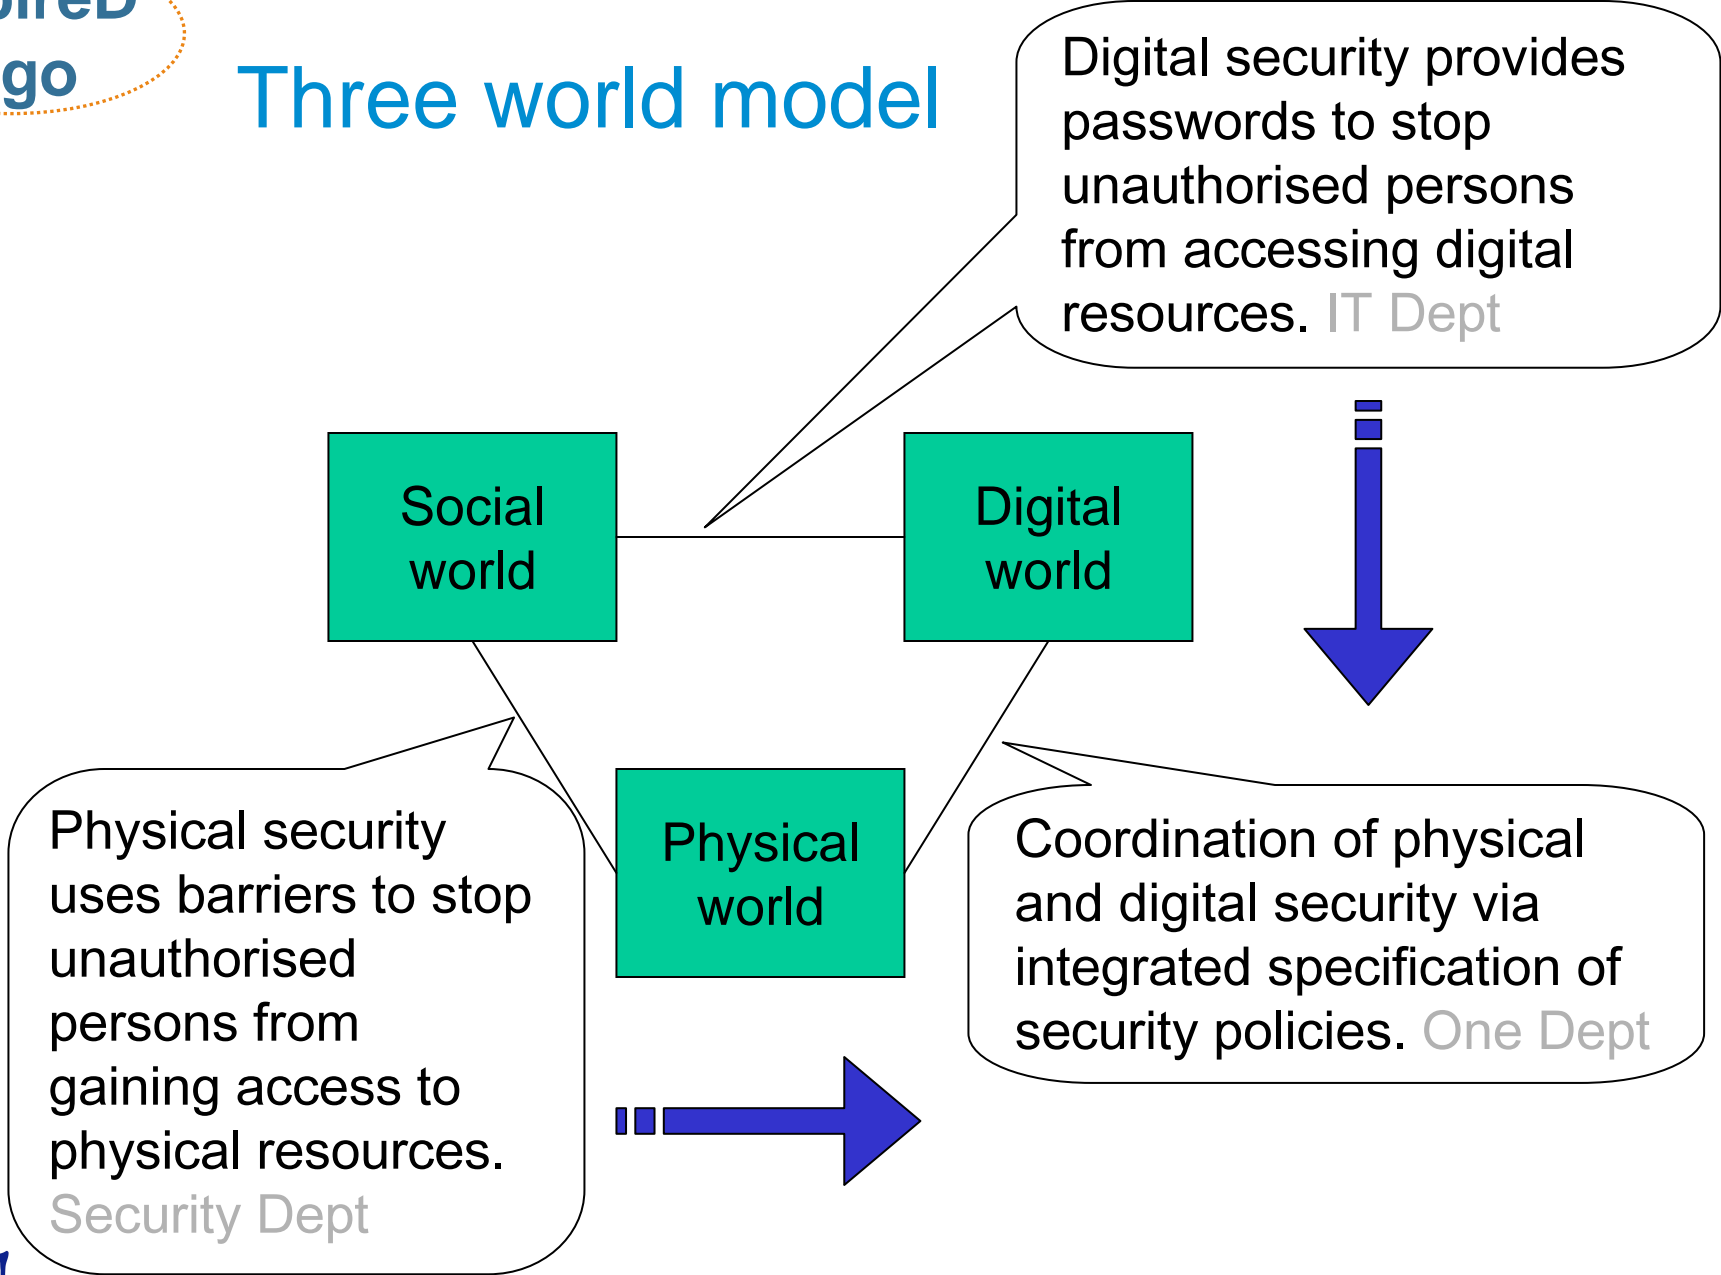 go
Three world model
Digital security provides
passwords to stop
unauthorised persons
from accessing digital
resources. IT Dept
Social
world
Digital
world
Physical
world
Physical security
uses barriers to stop
unauthorised
persons from
gaining access to
physical resources.
Security Dept
Coordination of physical
and digital security via
integrated specification of
security policies. One Dept